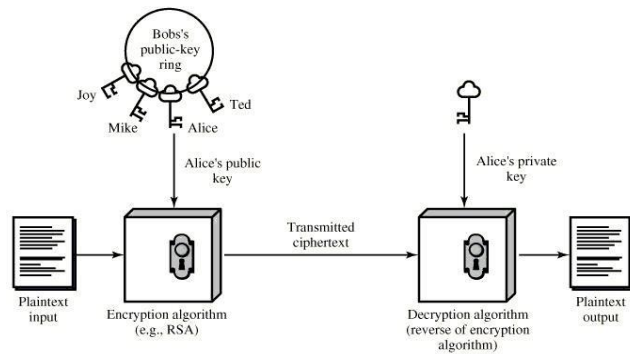 Bobs's
public-key
ring
Joy
Ted
Mike
Alice
Alice's public
key
Alice's private
key
Transmitted
ciphertext
Plaintext
input
Encryption algorithm
(e.g., RSA)
Decryption algorithm
(reverse of encryption
algorithm)
Plaintext
output